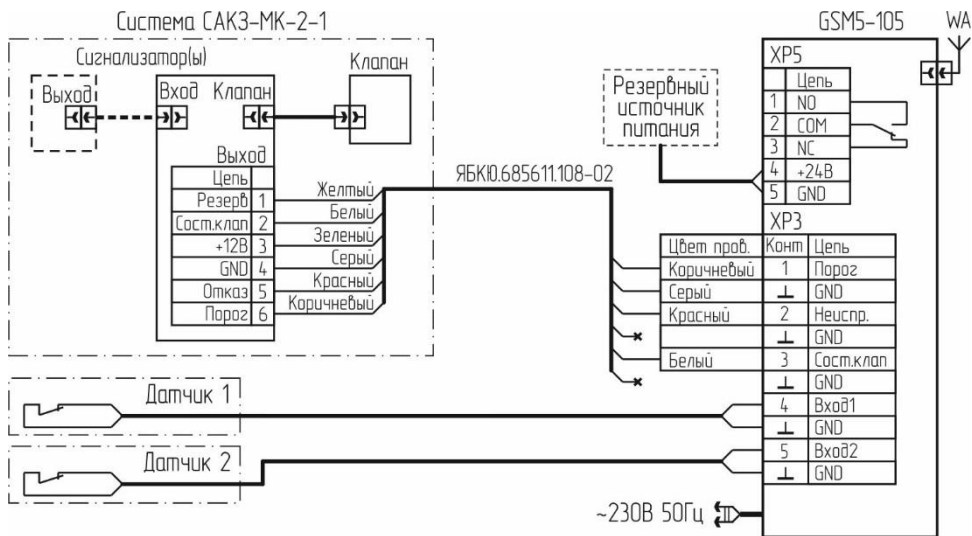 Система САКЗ-МК-2-1
GSM5-105
WA
Сигнализатор(ы)
Клапан
Выход
Вход Клапан
Выход
Цепь
Резерв 1 Желтый
Сост.клап 2 Белый
+12В 3 Зеленый
GND 4 Серый
Отказ 5 Красный
Порог 6 Коричневый
ЯБКЮ.685611.108-02
Резервный
источник
питания
XP5
Цепь
1 NO
2 COM
3 NC
4 +24В
5 GND
XP3
Цвет пров. Конт Цепь
Коричневый 1 Порог
Серый ⊥ GND
Красный 2 Неиспр.
⊥ GND
Белый 3 Сост.клап
⊥ GND
4 Вход1
⊥ GND
5 Вход2
⊥ GND
Датчик 1
Датчик 2
~230В 50Гц